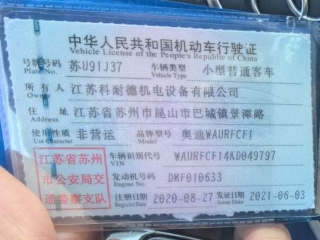 中华人民共和国机动车行驶证
Vehicle License of the People's Republic of China
号牌号码 苏U91J37 车辆类型 小型普通客车
Plate No. Vehicle Type
所有人 江苏科耐德机电设备有限公司
Owner
住址 江苏省苏州市昆山市巴城镇景潭路
Address
使用性质 非营运 品牌型号 奥迪WAURFCF1
Use Character Model
江苏省苏州
市公安局交
通警察支队
车辆识别代号 WAURFCF14KD049797
VIN
发动机号码 DMF010633
Engine No.
注册日期 2020-08-27 发证日期 2021-06-03
Register Date Issue Date